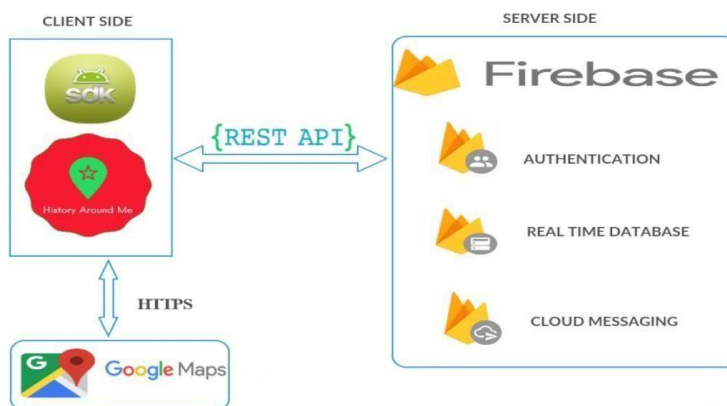 CLIENT SIDE
SERVER SIDE
sdk
History Around Me
{REST API}
Firebase
AUTHENTICATION
REAL TIME DATABASE
CLOUD MESSAGING
HTTPS
G
Google Maps